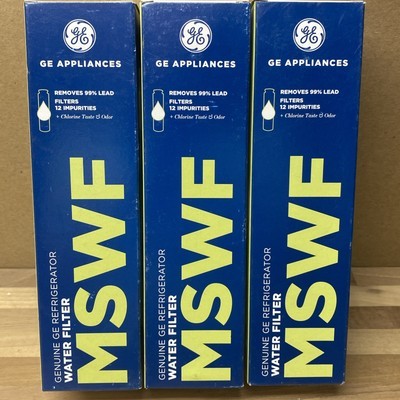 GE
GE APPLIANCES
REMOVES 99% LEAD
FILTERS
12 IMPURITIES
+ Chlorine Taste & Odor
GENUINE GE REFRIGERATOR
WATER FILTER
MSWF
GE
GE APPLIANCES
REMOVES 99% LEAD
FILTERS
12 IMPURITIES
+ Chlorine Taste & Odor
GENUINE GE REFRIGERATOR
WATER FILTER
MSWF
GE
GE APPLIANCES
REMOVES 99% LEAD
FILTERS
12 IMPURITIES
+ Chlorine Taste & Odor
GENUINE GE REFRIGERATOR
WATER FILTER
MSWF